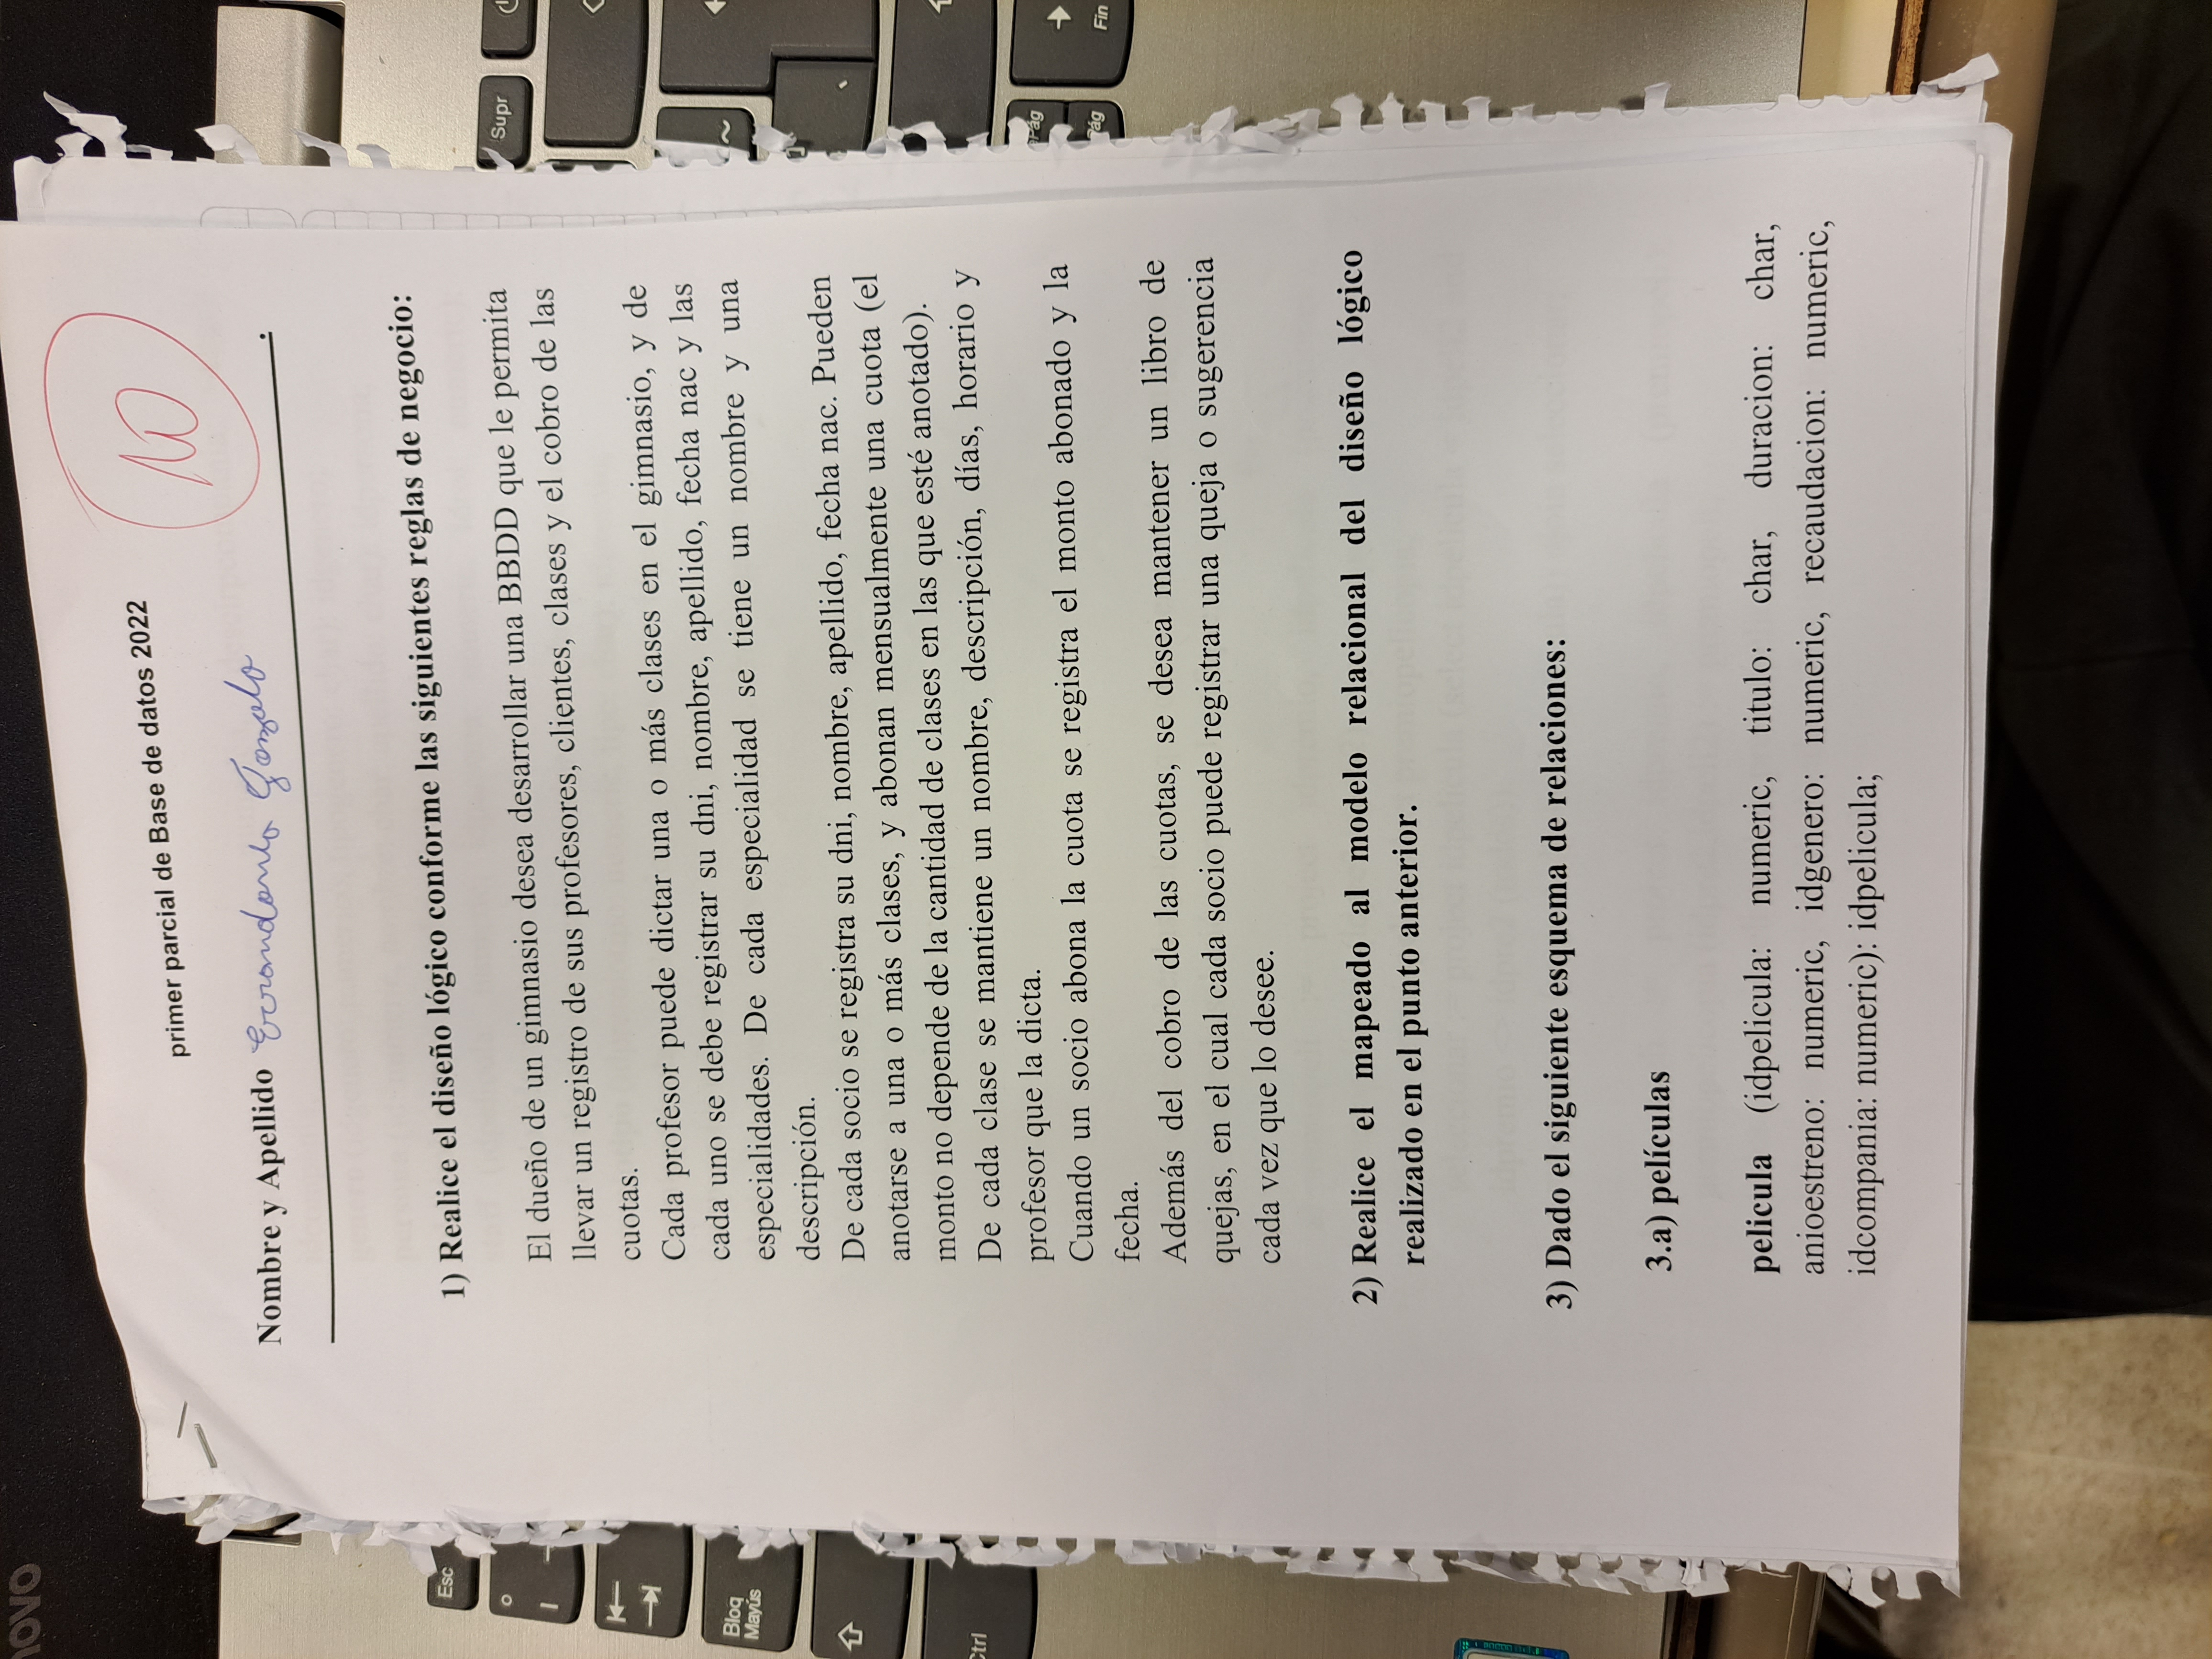 primer parcial de Base de datos 2022
10
Nombre y Apellido Gonzalo
1) Realice el diseño lógico conforme las siguientes reglas de negocio:
El dueño de un gimnasio desea desarrollar una BBDD que le permita
llevar un registro de sus profesores, clientes, clases y el cobro de las
cuotas.
Cada profesor puede dictar una o más clases en el gimnasio, y de
cada uno se debe registrar su dni, nombre, apellido, fecha nac y las
especialidades. De cada especialidad se tiene un nombre y una
descripción.
De cada socio se registra su dni, nombre, apellido, fecha nac. Pueden
anotarse a una o más clases, y abonan mensualmente una cuota (el
monto no depende de la cantidad de clases en las que esté anotado).
De cada clase se mantiene un nombre, descripción, días, horario y
profesor que la dicta.
Cuando un socio abona la cuota se registra el monto abonado y la
fecha.
Además del cobro de las cuotas, se desea mantener un libro de
quejas, en el cual cada socio puede registrar una queja o sugerencia
cada vez que lo desee.
2) Realice el mapeado al modelo relacional del diseño lógico
realizado en el punto anterior.
3) Dado el siguiente esquema de relaciones:
3.a) películas
pelicula (idpelicula: numeric, titulo: char, duracion: char,
anioestreno: numeric, idgenero: numeric, recaudacion: numeric,
idcompania: numeric): idpelicula;
novo
Esc
Bloq
Mayús
Ctrl
Supr
Pág
Pág
Fin